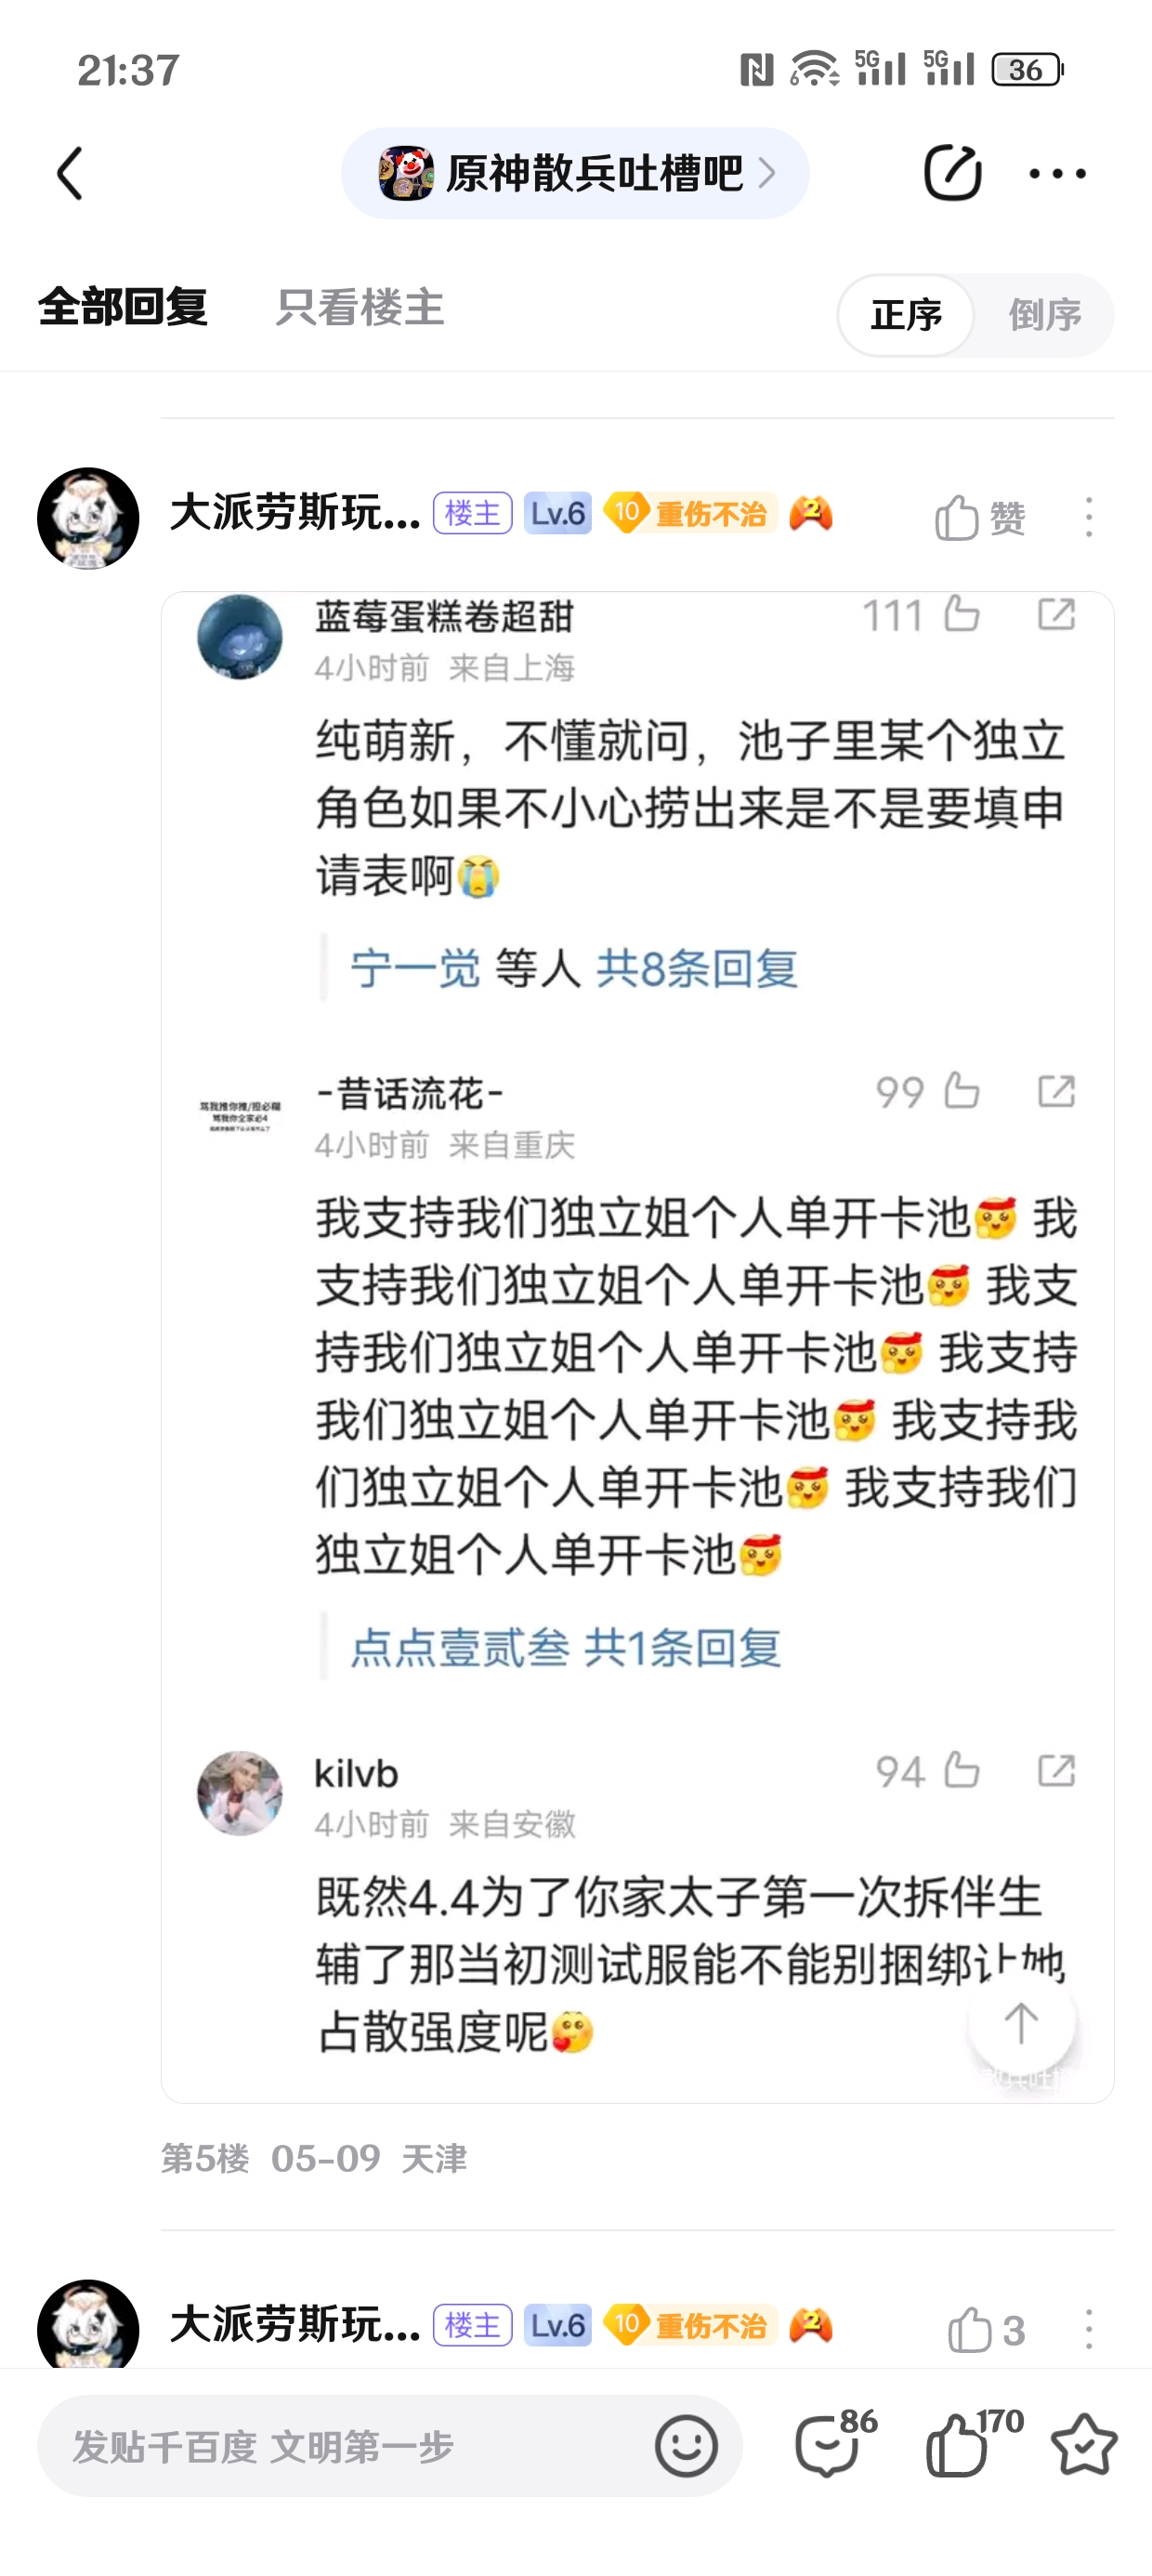 21:37
6
5G
5G
36
原神散兵吐槽吧
全部回复
只看楼主
正序
倒序
大派劳斯玩...
楼主
Lv.6
10
重伤不治
2
赞
蓝莓蛋糕卷超甜
111
4小时前 来自上海
纯萌新，不懂就问，池子里某个独立
角色如果不小心捞出来是不是要填申
请表啊😭
宁一觉 等人 共8条回复
-昔话流花-
99
4小时前 来自重庆
我支持我们独立姐个人单开卡池 我
支持我们独立姐个人单开卡池 我支
持我们独立姐个人单开卡池 我支持
我们独立姐个人单开卡池 我支持我
们独立姐个人单开卡池 我支持我们
独立姐个人单开卡池
点点壹贰叁 共1条回复
kilvb
94
4小时前 来自安徽
既然4.4为了你家太子第一次拆伴生
辅了那当初测试服能不能别捆绑让她
占散强度呢
第5楼 05-09 天津
大派劳斯玩...
楼主
Lv.6
10
重伤不治
2
3
发贴千百度 文明第一步
86
170